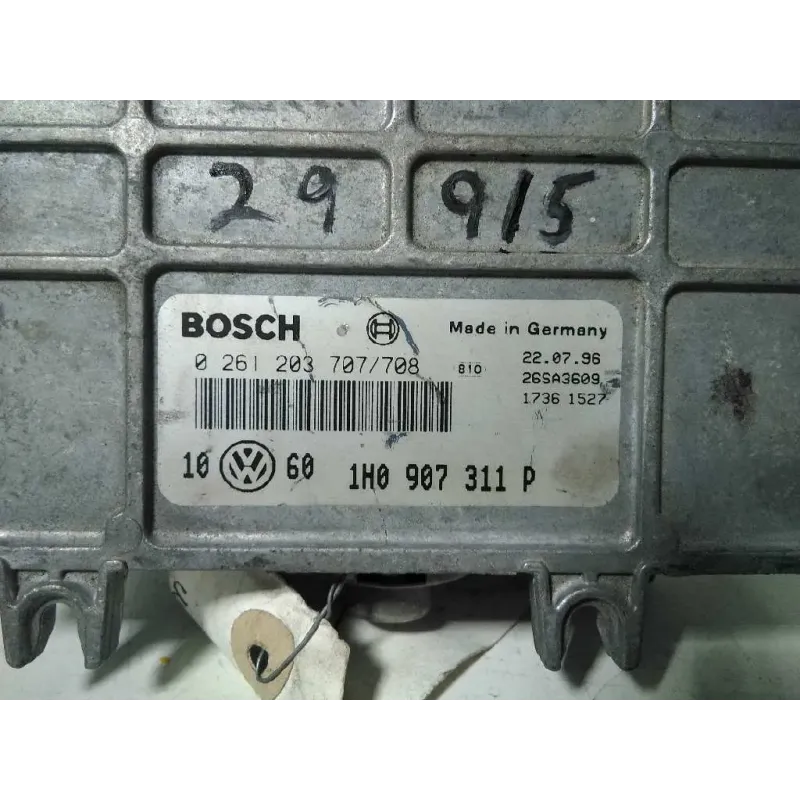 29 915
BOSCH Made in Germany
0 261 203 707/708 810 22.07.96
26SA3609
1736 1527
10 60 1H0 907 311 P